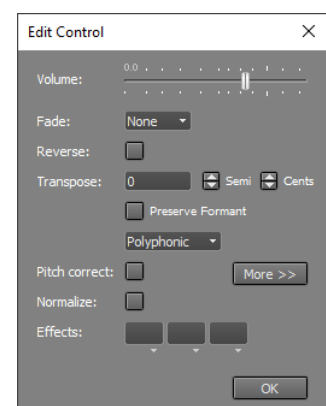 Edit Control
0.0
Volume:
Fade: None
Reverse:
Transpose: 0 Semi Cents
Preserve Formant
Polyphonic
Pitch correct: More >>
Normalize:
Effects:
OK